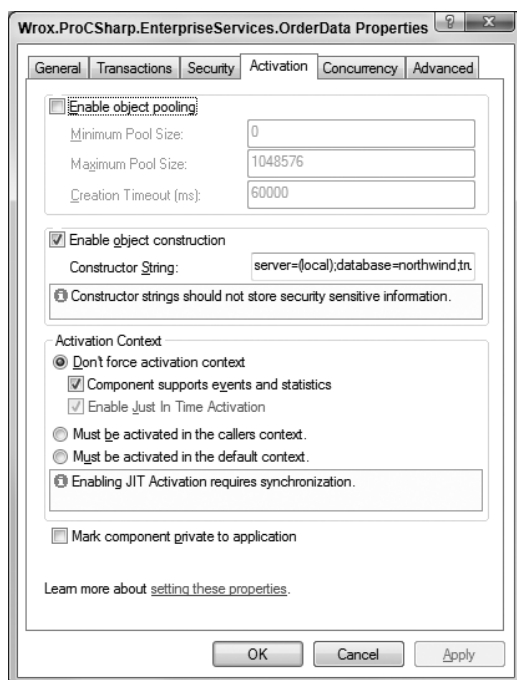 Wrox.ProCSharp.EnterpriseServices.OrderData Properties
General Transactions Security Activation Concurrency Advanced
Enable object pooling
Minimum Pool Size: 0
Maximum Pool Size: 1048576
Creation Timeout (ms): 60000
Enable object construction
Constructor String: server=(local);database=northwind;tru
Constructor strings should not store security sensitive information.
Activation Context
Don't force activation context
Component supports events and statistics
Enable Just In Time Activation
Must be activated in the callers context.
Must be activated in the default context.
Enabling JIT Activation requires synchronization.
Mark component private to application
Learn more about setting these properties.
OK Cancel Apply